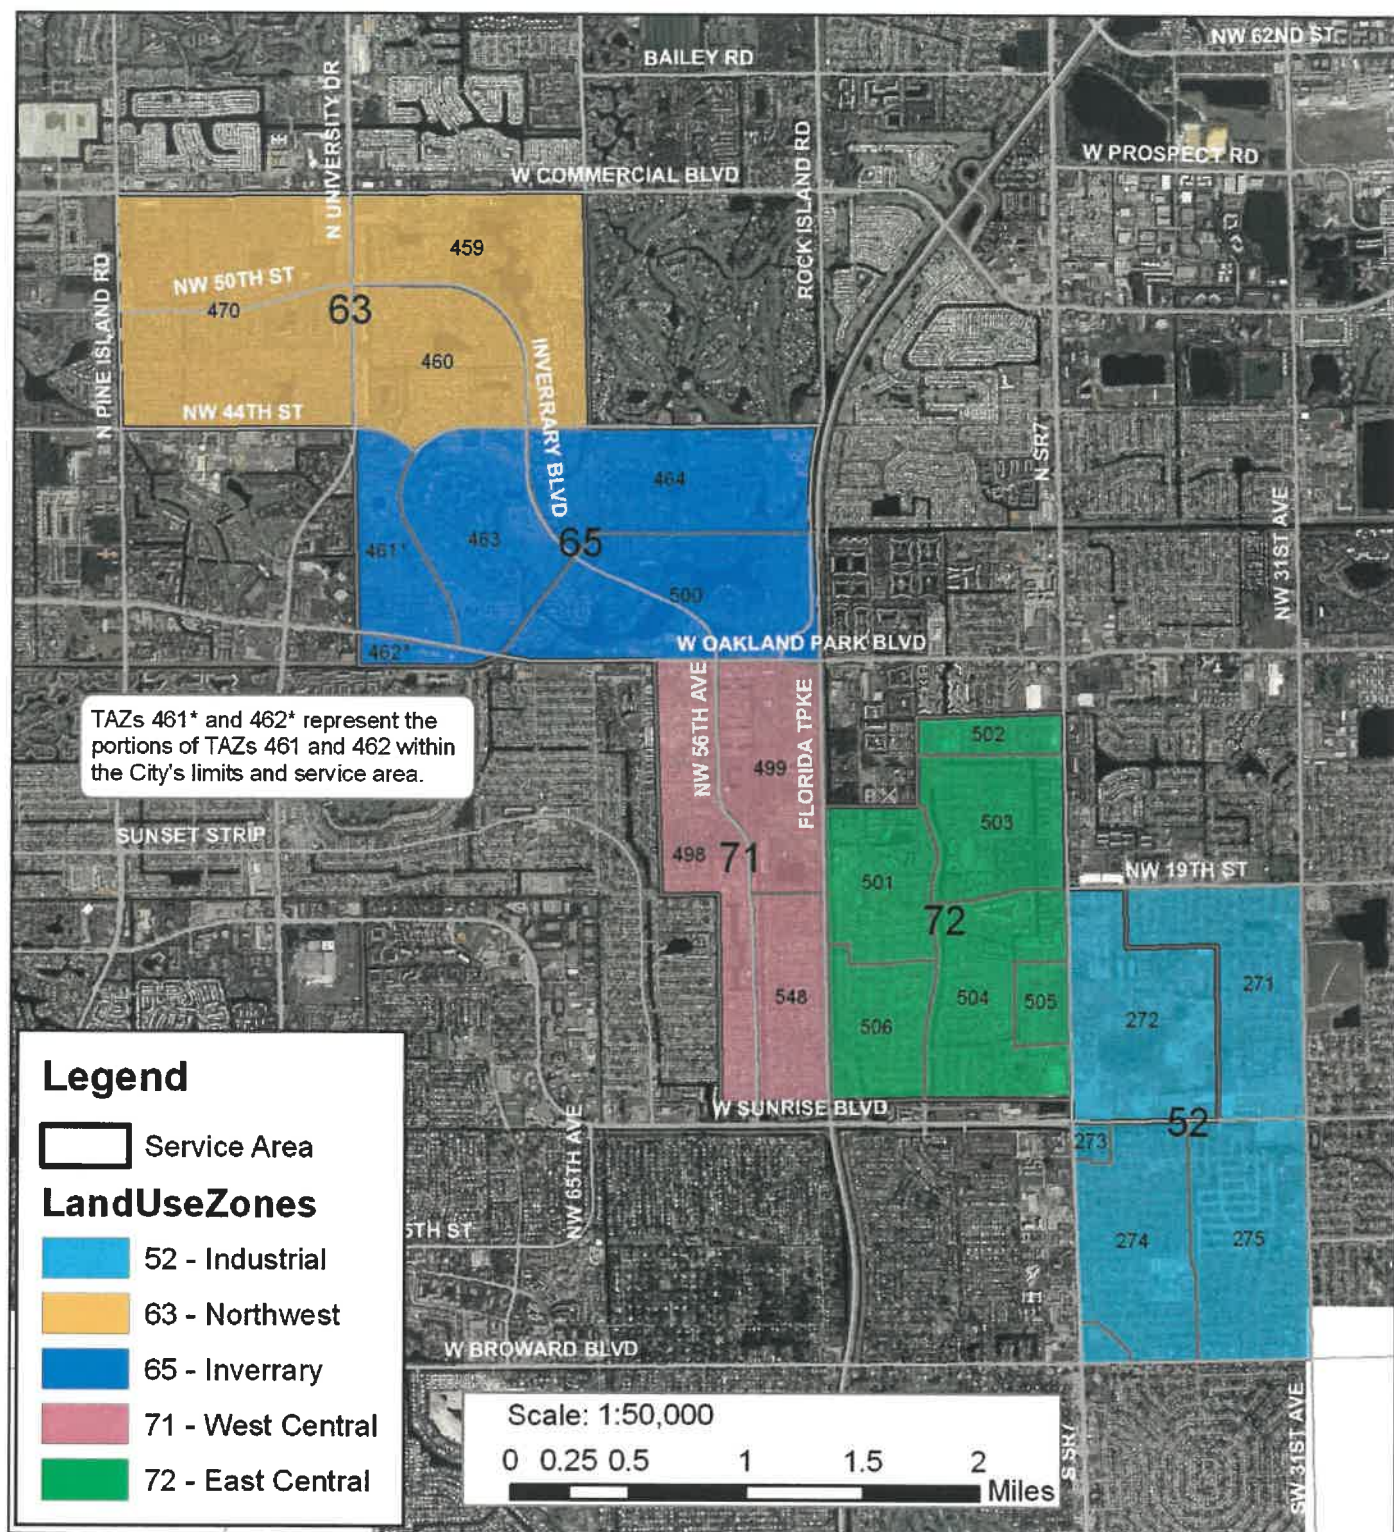 NW 62ND ST
BAILEY RD
N UNIVERSITY DR
W PROSPECT RD
ROCK ISLAND RD
W COMMERCIAL BLVD
459
N PINE ISLAND RD
NW 50TH ST
470
63
INVERRARY BLVD
460
NW 44TH ST
N SR7
464
NW 31ST AVE
461*
463
65
500
W OAKLAND PARK BLVD
462*
NW 56TH AVE
FLORIDA TPKE
TAZs 461* and 462* represent the
portions of TAZs 461 and 462 within
the City's limits and service area.
502
499
SUNSET STRIP
503
498
71
501
NW 19TH ST
72
271
548
504
505
272
506
W SUNRISE BLVD
52
273
NW 65TH AVE
5TH ST
274
275
W BROWARD BLVD
S SR7
SW 31ST AVE
Legend
Service Area
LandUseZones
52 - Industrial
63 - Northwest
65 - Inverrary
71 - West Central
72 - East Central
Scale: 1:50,000
0 0.25 0.5 1 1.5 2
Miles